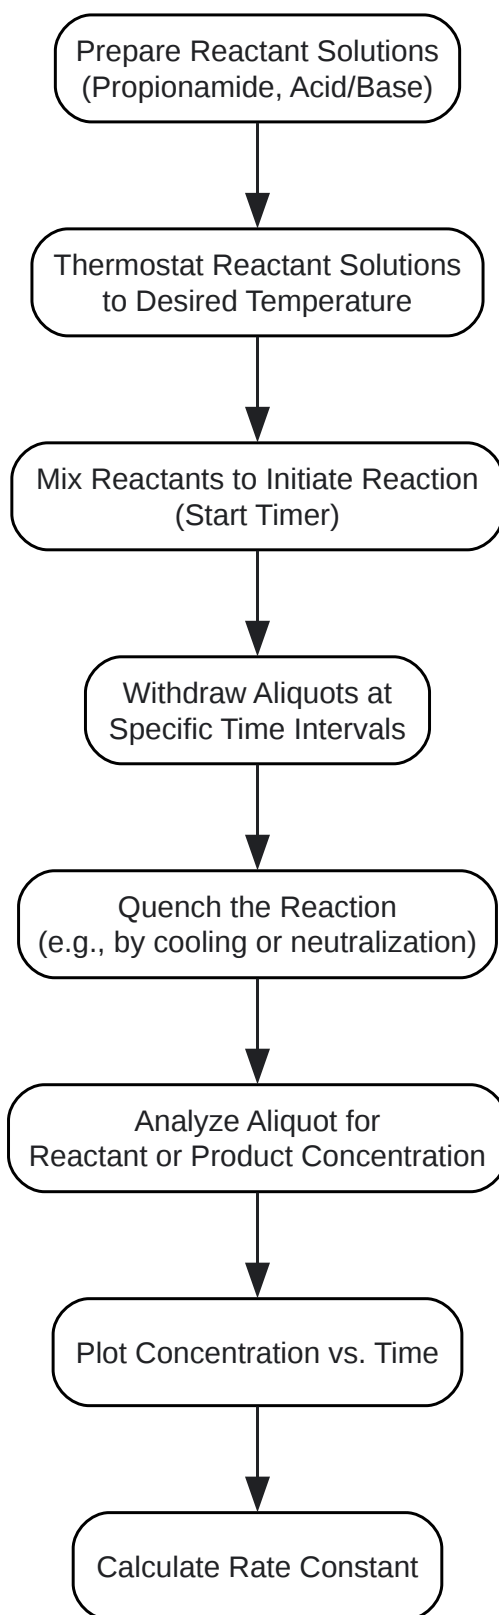 Prepare Reactant Solutions
(Propionamide, Acid/Base)
Thermostat Reactant Solutions
to Desired Temperature
Mix Reactants to Initiate Reaction
(Start Timer)
Withdraw Aliquots at
Specific Time Intervals
Quench the Reaction
(e.g., by cooling or neutralization)
Analyze Aliquot for
Reactant or Product Concentration
Plot Concentration vs. Time
Calculate Rate Constant